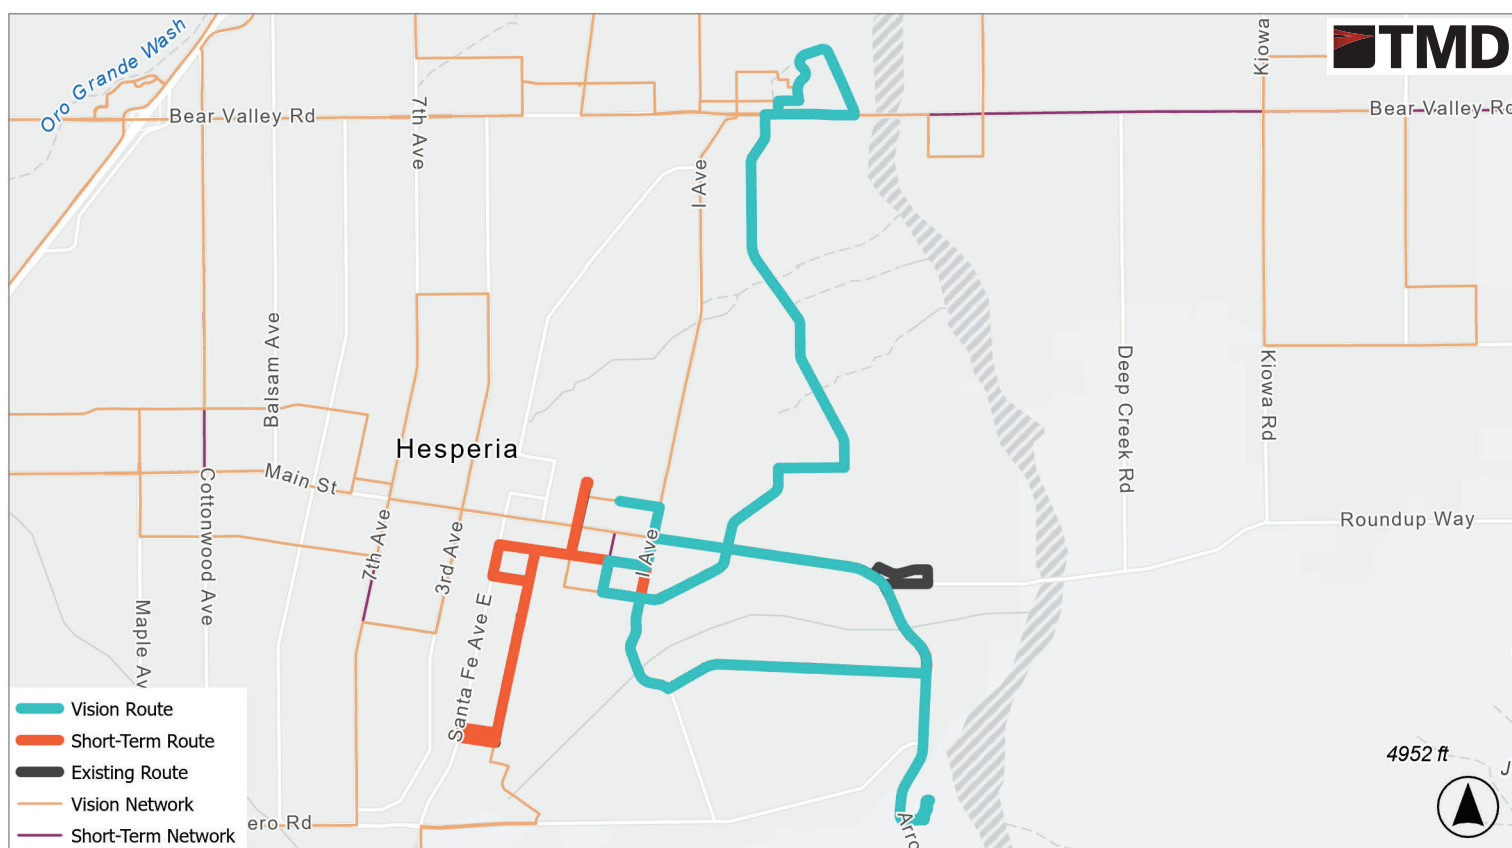 Oro Grande Wash
Kiowa
TMD
Bear Valley Rd
Bear Valley Rd
7th Ave
I Ave
Balsam Ave
Deep Creek Rd
Kiowa Rd
Hesperia
Main St
Cottonwood Ave
Roundup Way
7th Ave
3rd Ave
I Ave
Maple Av
Santa Fe Ave E
Vision Route
Short-Term Route
Existing Route
Vision Network
Short-Term Network
ero Rd
4952 ft
J
Arro